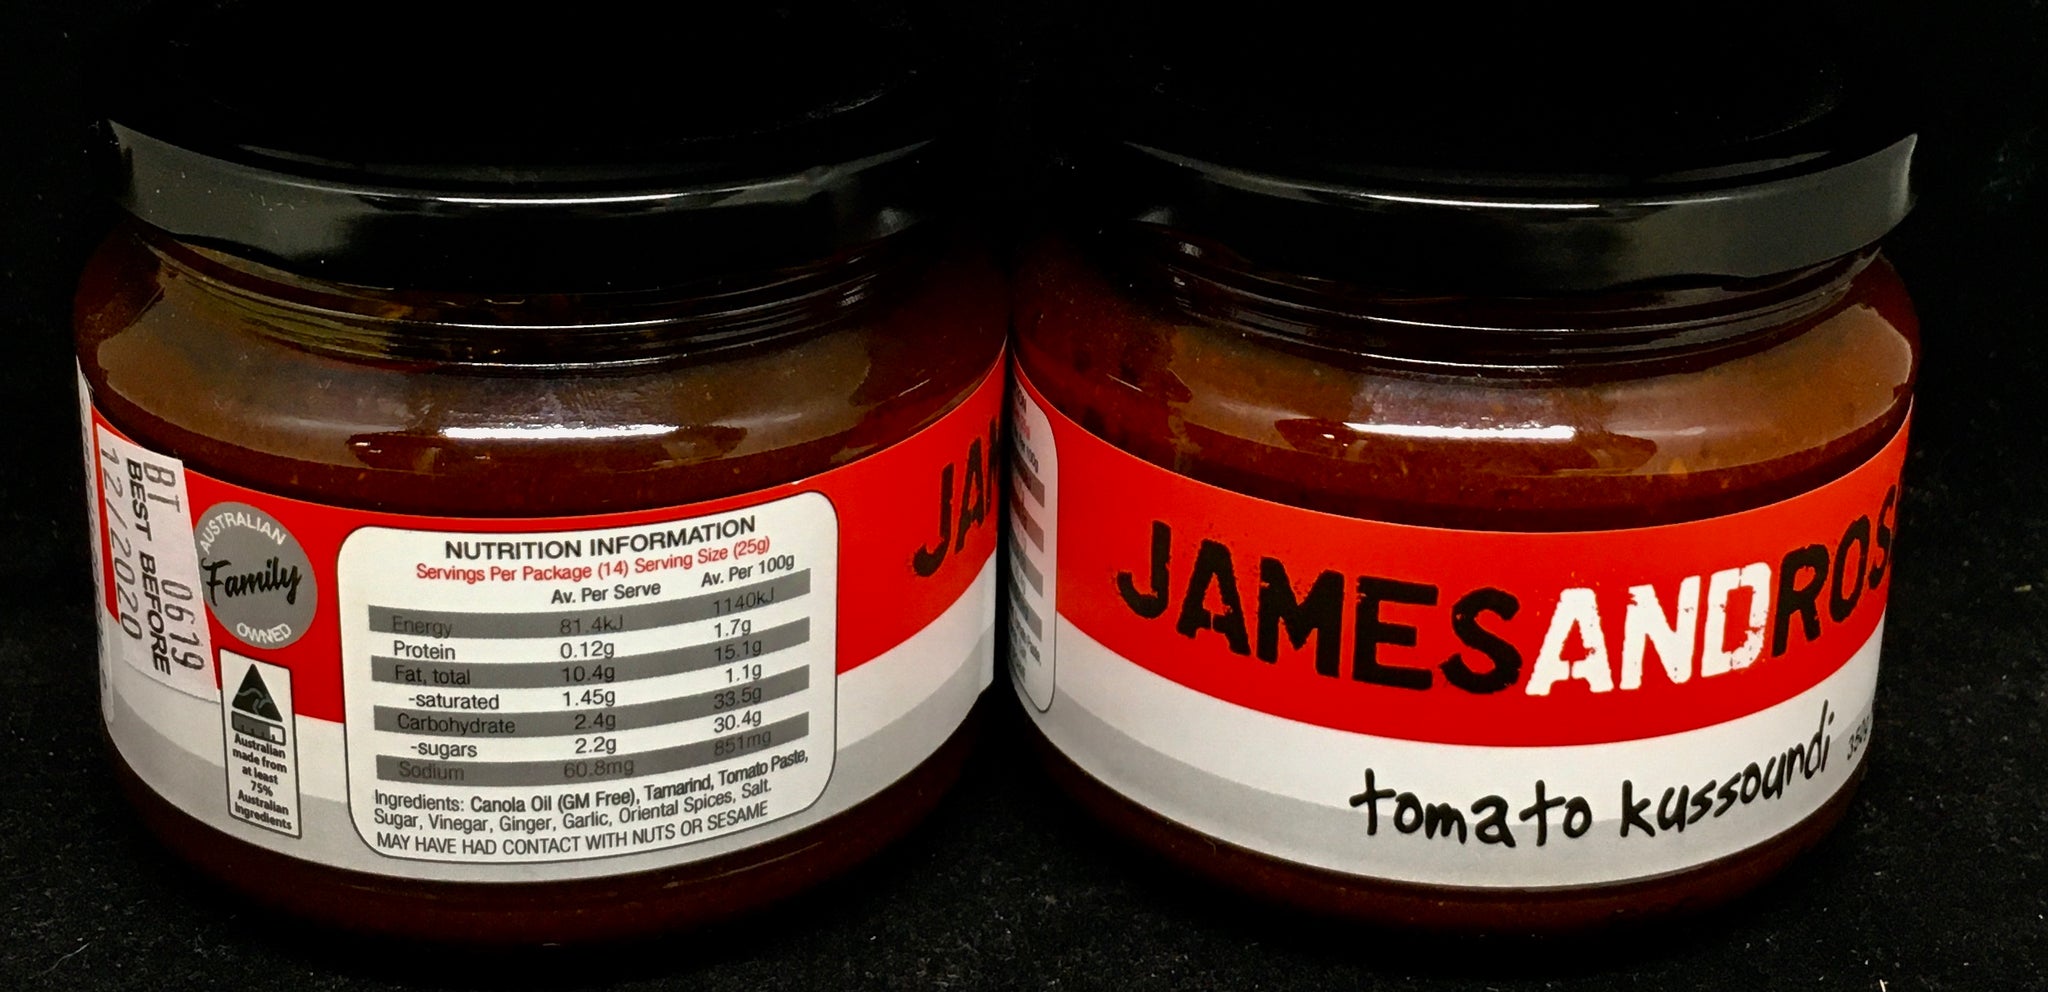 BT 0619
BEST BEFORE
12/2020
AUSTRALIAN
Family
OWNED
Australian
made from
at least
75%
Australian
Ingredients
NUTRITION INFORMATION
Servings Per Package (14) Serving Size (25g)
Av. Per Serve Av. Per 100g
Energy 81.4kJ 1140kJ
Protein 0.12g 1.7g
Fat, total 10.4g 15.1g
-saturated 1.45g 1.1g
Carbohydrate 2.4g 33.5g
-sugars 2.2g 30.4g
Sodium 60.8mg 851mg
Ingredients: Canola Oil (GM Free), Tamarind, Tomato Paste,
Sugar, Vinegar, Ginger, Garlic, Oriental Spices, Salt.
MAY HAVE HAD CONTACT WITH NUTS OR SESAME
JAM
JAMESANDROS
tomato kussoundi
350g